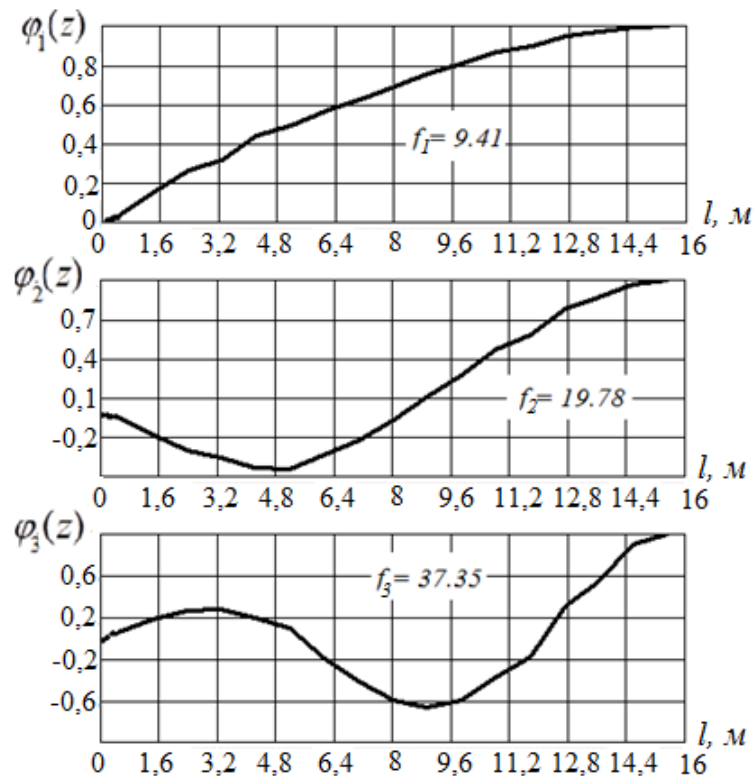 φ₁(z)
0,8
0,6
0,4
0,2
0
f₁= 9.41
l, м
0 1,6 3,2 4,8 6,4 8 9,6 11,2 12,8 14,4 16
φ₂(z)
0,7
0,4
0,1
-0,2
f₂= 19.78
l, м
0 1,6 3,2 4,8 6,4 8 9,6 11,2 12,8 14,4 16
φ₃(z)
0,6
0,2
-0,2
-0,6
f₃= 37.35
l, м
0 1,6 3,2 4,8 6,4 8 9,6 11,2 12,8 14,4 16